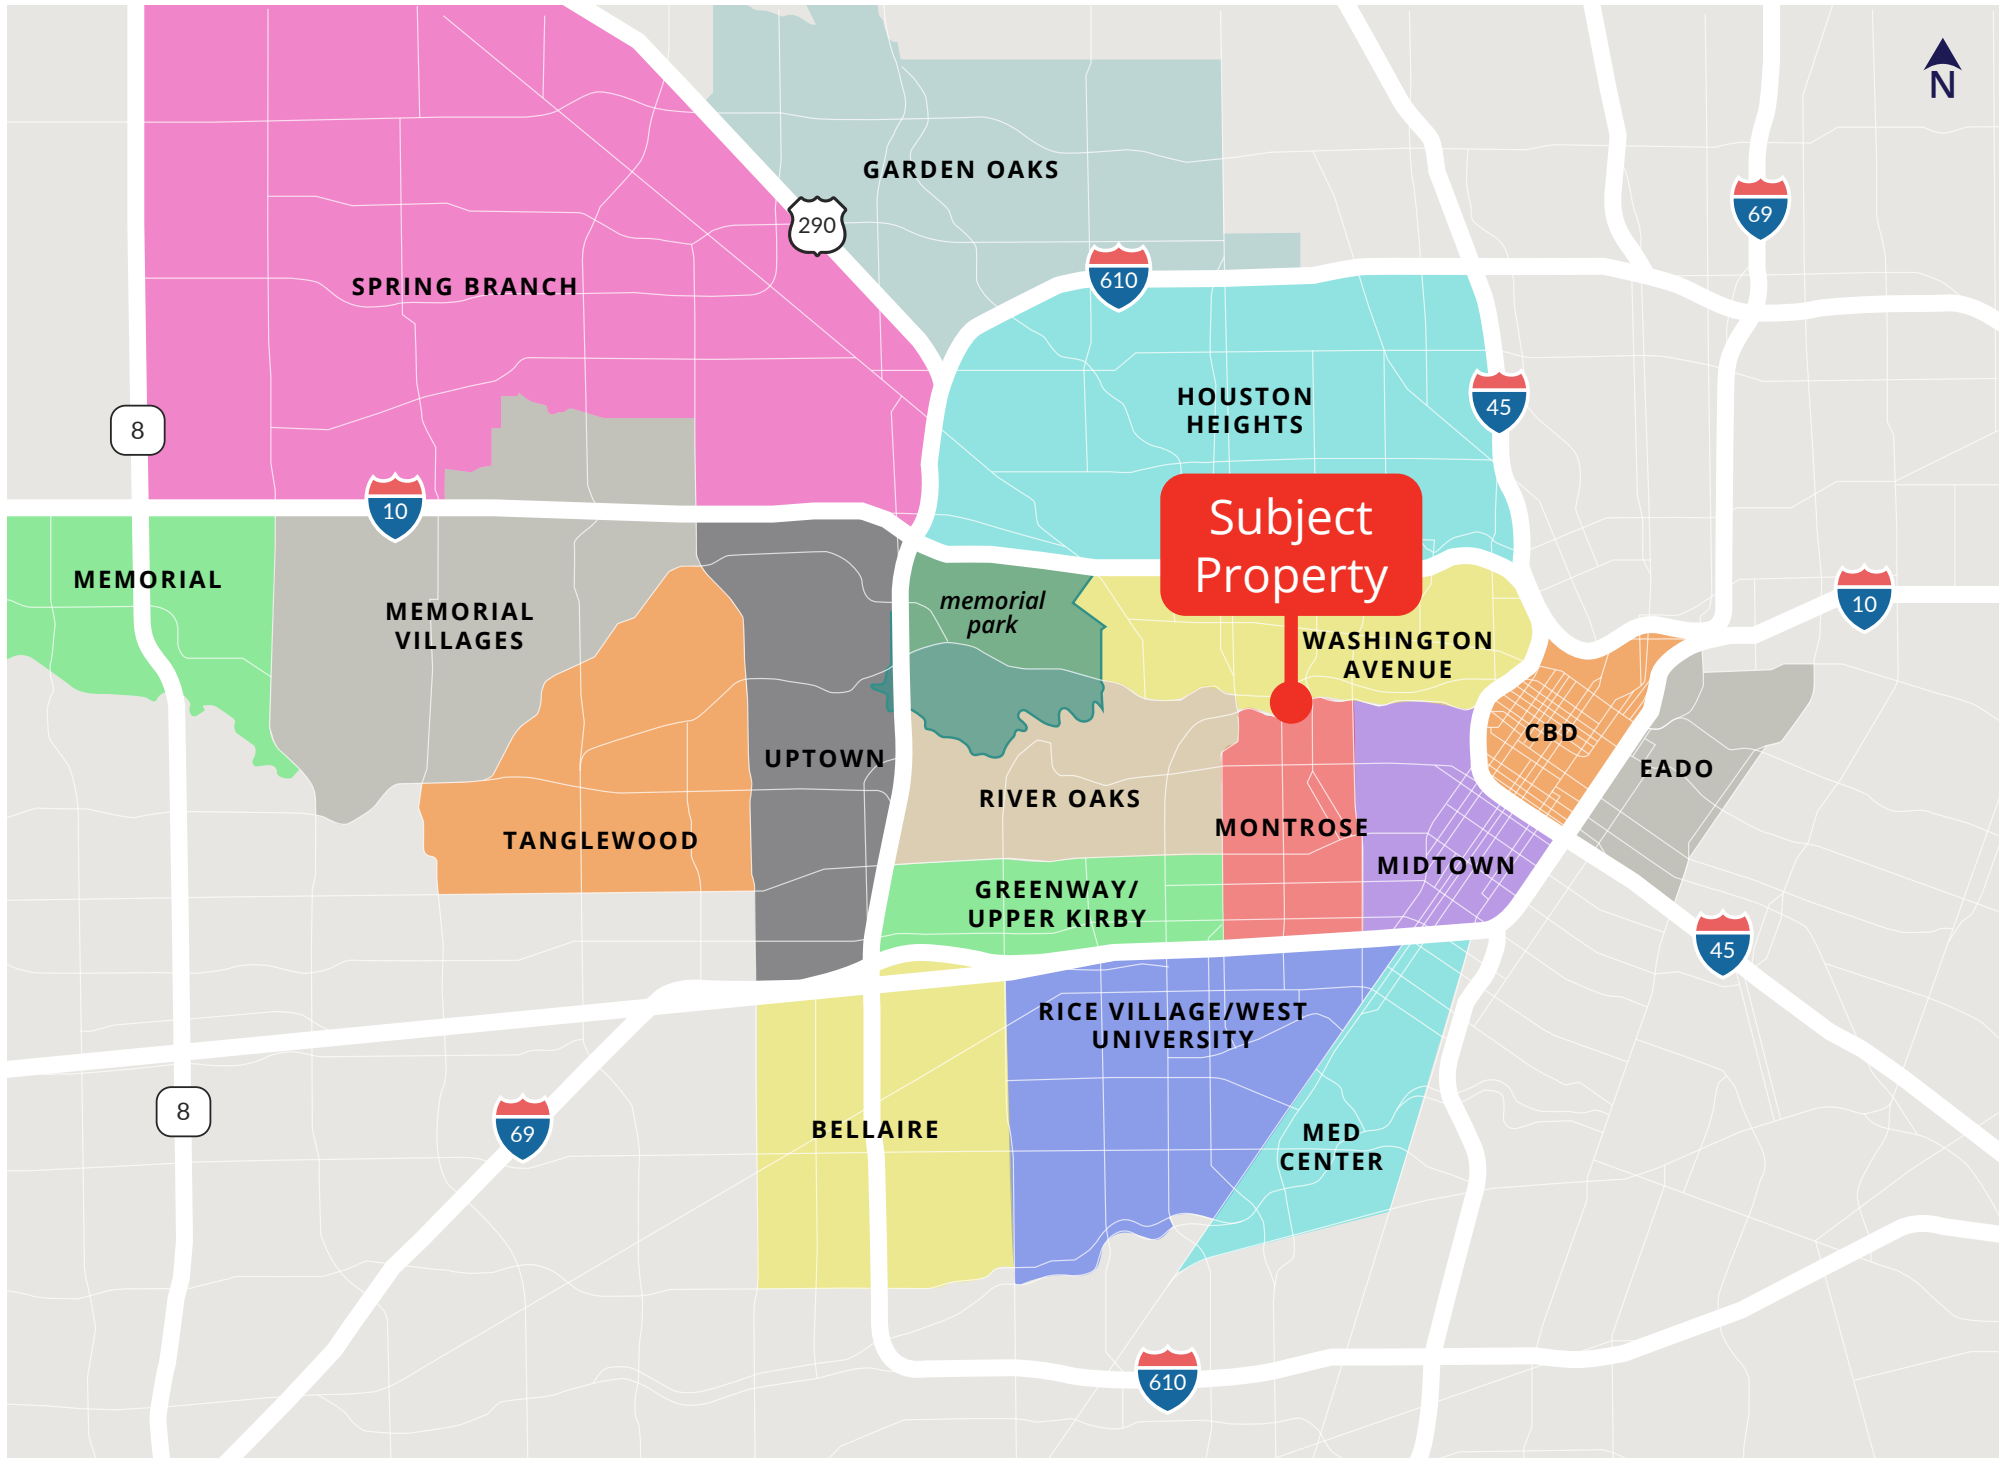 N
GARDEN OAKS
69
290
610
SPRING BRANCH
HOUSTON
HEIGHTS
45
8
10
Subject
Property
MEMORIAL
MEMORIAL
VILLAGES
memorial
park
10
WASHINGTON
AVENUE
CBD
UPTOWN
EADO
RIVER OAKS
MONTROSE
TANGLEWOOD
MIDTOWN
GREENWAY/
UPPER KIRBY
45
RICE VILLAGE/WEST
UNIVERSITY
8
69
BELLAIRE
MED
CENTER
610